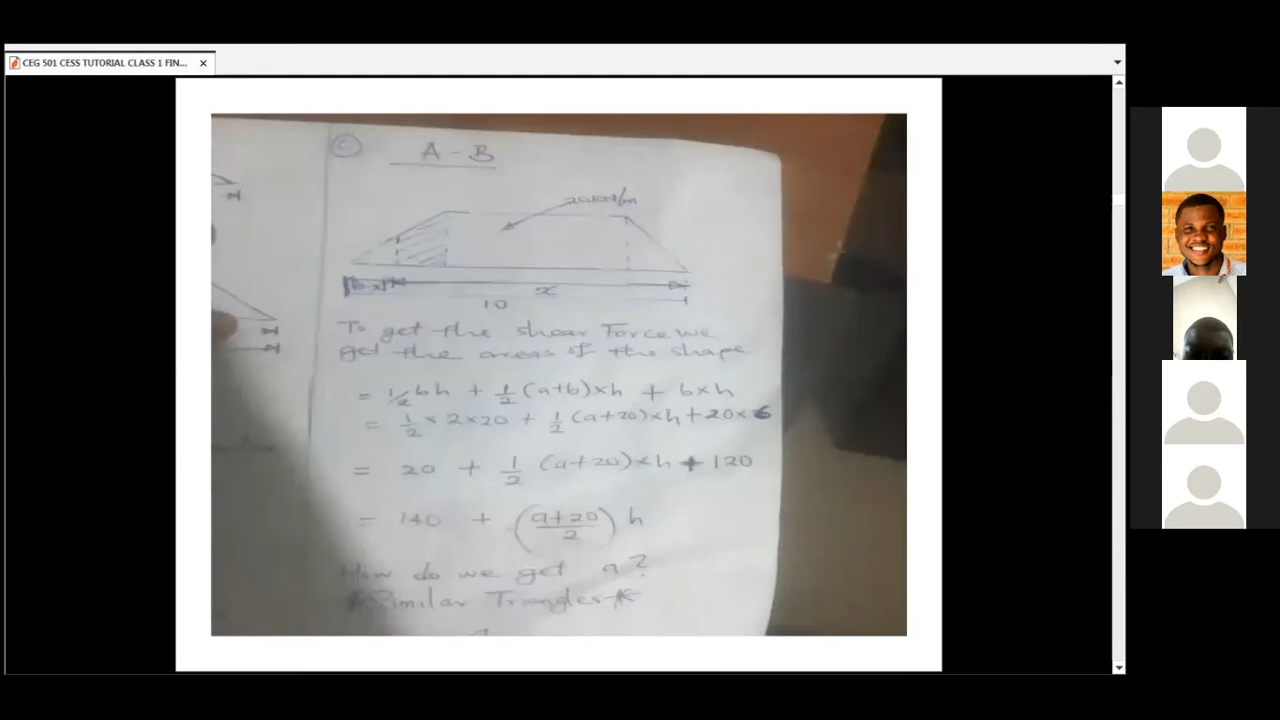 CEG 501 CESS TUTORIAL CLASS 1 FIN...
C
A - B
20kN/m
x
10
To get the shear Force we
get the areas of the shape
= 1/2 bh + 1/2 (a+b)×h + b×h
= 1/2 × 2×20 + 1/2 (a+20)×h + 20×6
= 20 + 1/2 (a+20)×h + 120
= 140 + (a+20/2) h
How do we get a?
*Similar Triangles*